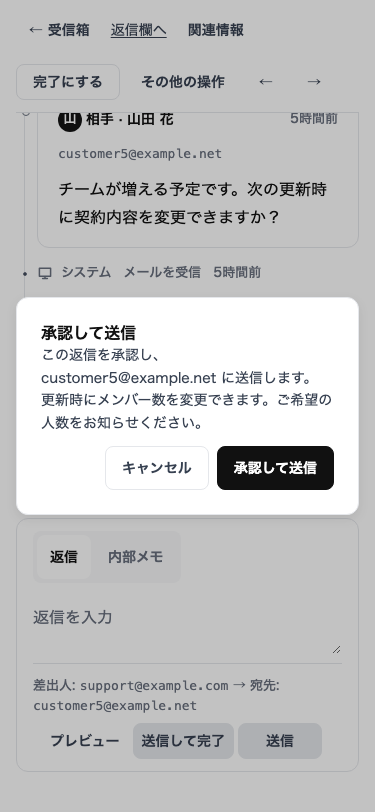 ← 受信箱 返信欄へ 関連情報
完了にする その他の操作 ← →
山 相手 · 山田 花 5時間前
customer5@example.net
チームが増える予定です。次の更新時
に契約内容を変更できますか？
システム メールを受信 5時間前
承認して送信
この返信を承認し、
customer5@example.net に送信します。
更新時にメンバー数を変更できます。ご希望の
人数をお知らせください。
キャンセル 承認して送信
返信 内部メモ
返信を入力
差出人: support@example.com → 宛先:
customer5@example.net
プレビュー 送信して完了 送信